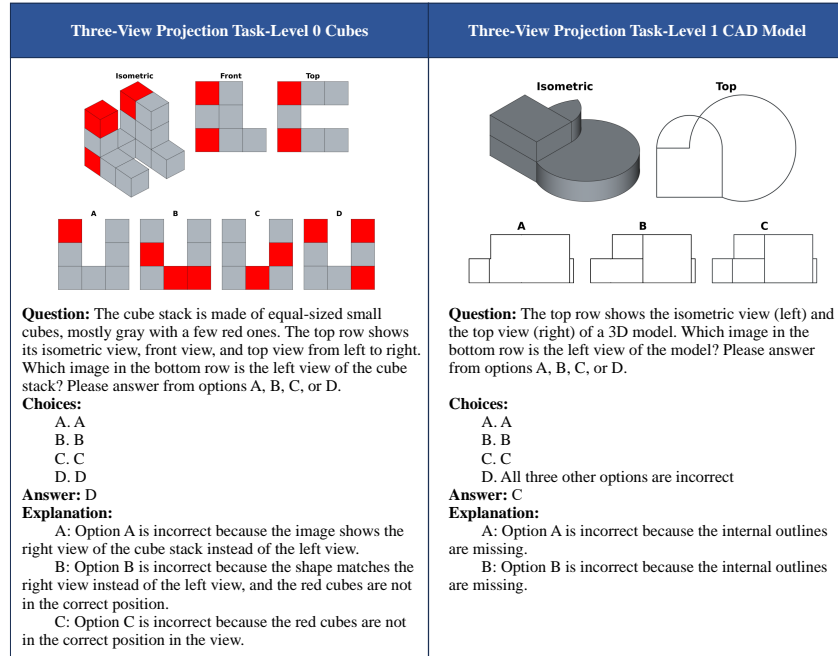 Three-View Projection Task-Level 0 Cubes
Isometric
Front
Top
A
B
C
D
Question: The cube stack is made of equal-sized small
cubes, mostly gray with a few red ones. The top row shows
its isometric view, front view, and top view from left to right.
Which image in the bottom row is the left view of the cube
stack? Please answer from options A, B, C, or D.
Choices:
A. A
B. B
C. C
D. D
Answer: D
Explanation:
A: Option A is incorrect because the image shows the
right view of the cube stack instead of the left view.
B: Option B is incorrect because the shape matches the
right view instead of the left view, and the red cubes are not
in the correct position.
C: Option C is incorrect because the red cubes are not
in the correct position in the view.
Three-View Projection Task-Level 1 CAD Model
Isometric
Top
A
B
C
Question: The top row shows the isometric view (left) and
the top view (right) of a 3D model. Which image in the
bottom row is the left view of the model? Please answer
from options A, B, C, or D.
Choices:
A. A
B. B
C. C
D. All three other options are incorrect
Answer: C
Explanation:
A: Option A is incorrect because the internal outlines
are missing.
B: Option B is incorrect because the internal outlines
are missing.